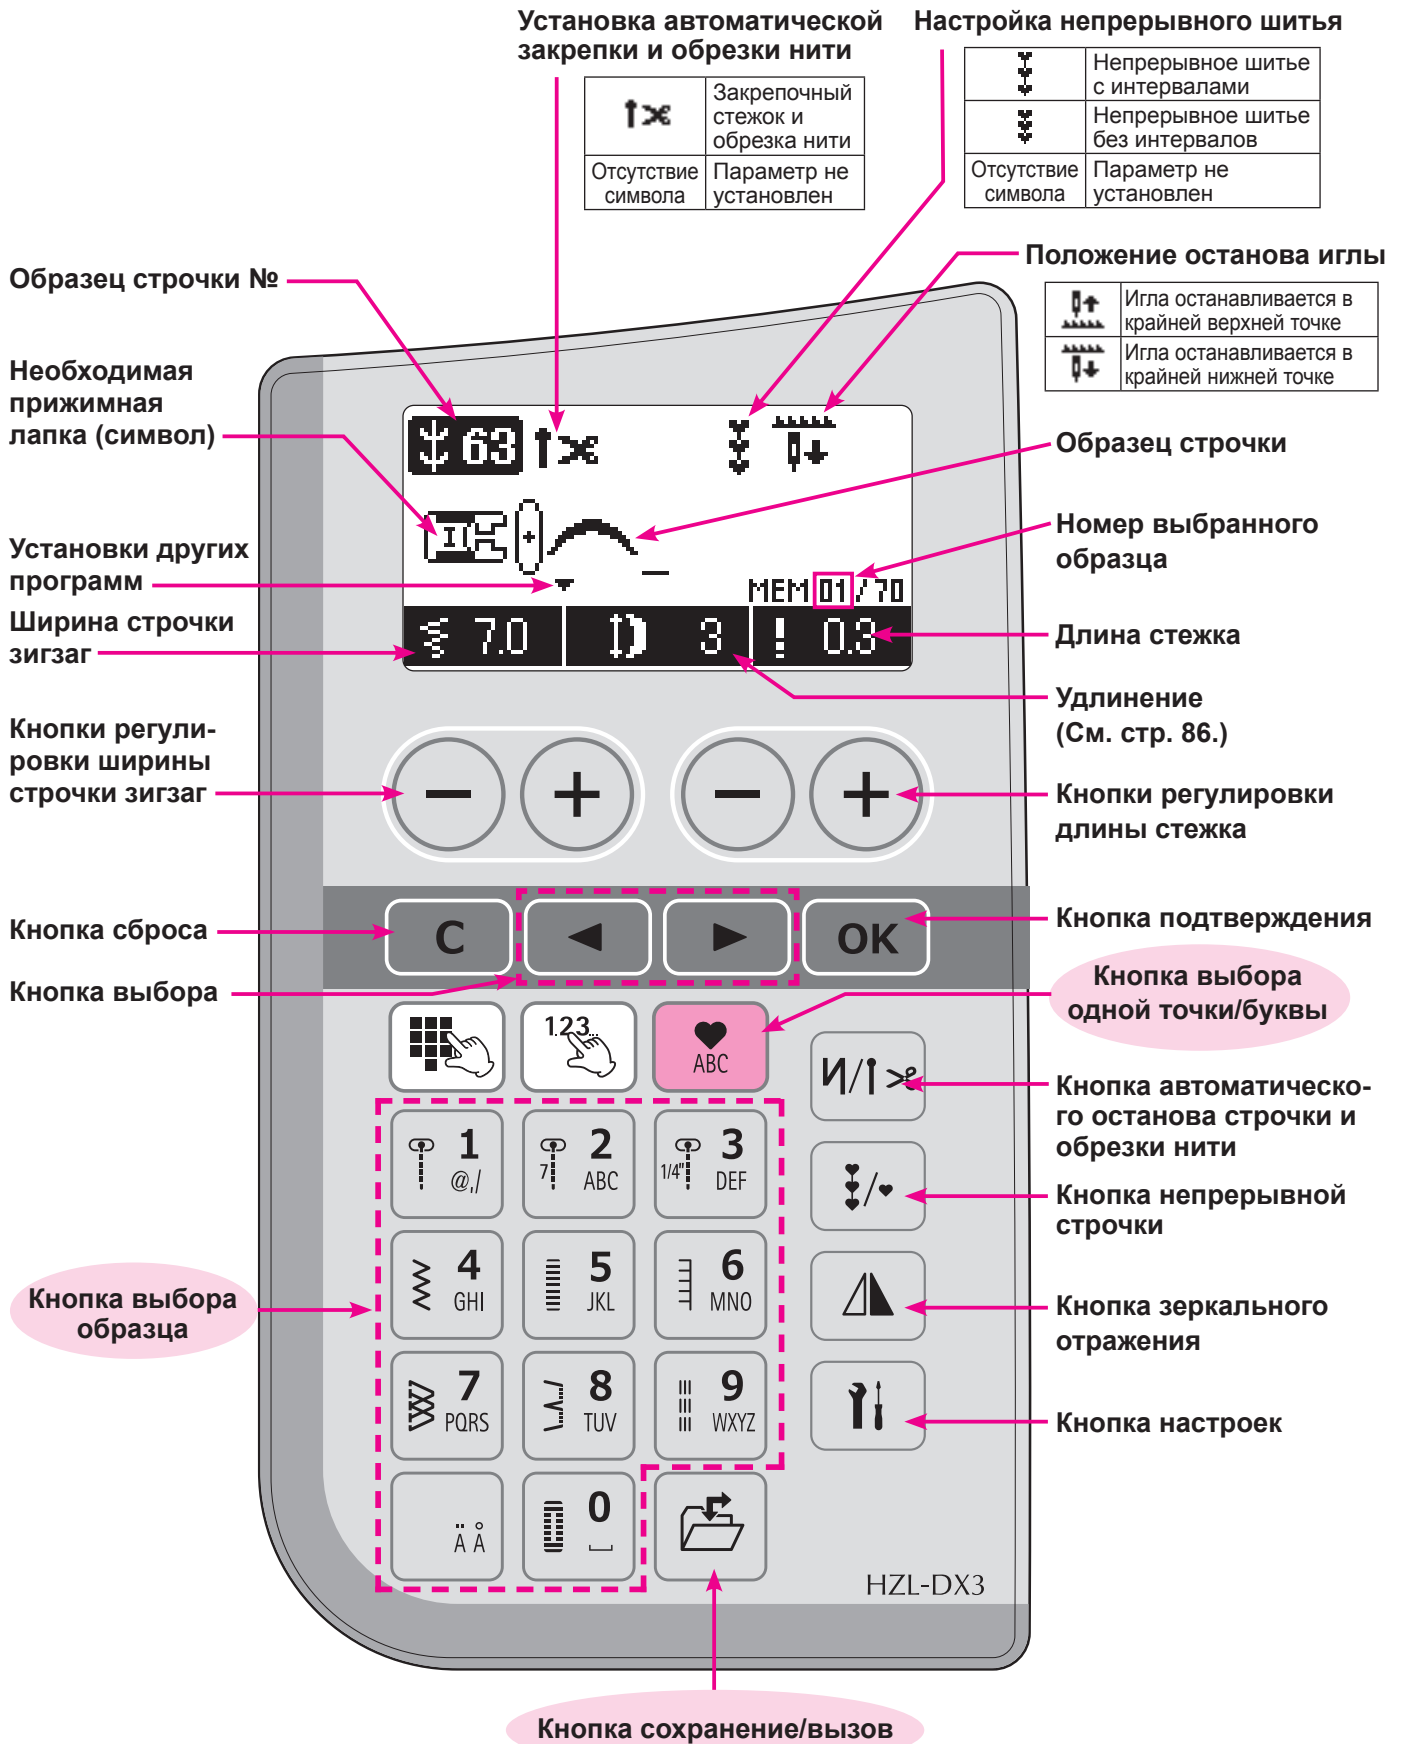 Установка автоматической
закрепки и обрезки нити
Закрепочный
стежок и
обрезка нити
Отсутствие
символа
Параметр не
установлен
Настройка непрерывного шитья
Непрерывное шитье
с интервалами
Непрерывное шитье
без интервалов
Отсутствие
символа
Параметр не
установлен
Положение останова иглы
Игла останавливается в
крайней верхней точке
Игла останавливается в
крайней нижней точке
Образец строчки №
Необходимая
прижимная
лапка (символ)
Установки других
программ
Ширина строчки
зигзаг
Кнопки регули-
ровки ширины
строчки зигзаг
Кнопка сброса
Кнопка выбора
Кнопка выбора
образца
63
MEM 01/70
7.0 3 0.3
Образец строчки
Номер выбранного
образца
Длина стежка
Удлинение
(См. стр. 86.)
Кнопки регулировки
длины стежка
Кнопка подтверждения
Кнопка выбора
одной точки/буквы
Кнопка автоматическо-
го останова строчки и
обрезки нити
Кнопка непрерывной
строчки
Кнопка зеркального
отражения
Кнопка настроек
− + − +
C ◄ ► OK
1.23...
ABC
1
@,/
7
2
ABC
1/4"
3
DEF
4
GHI
5
JKL
6
MNO
7
PQRS
8
TUV
9
WXYZ
Ä Å
0
HZL-DX3
Кнопка сохранение/вызов